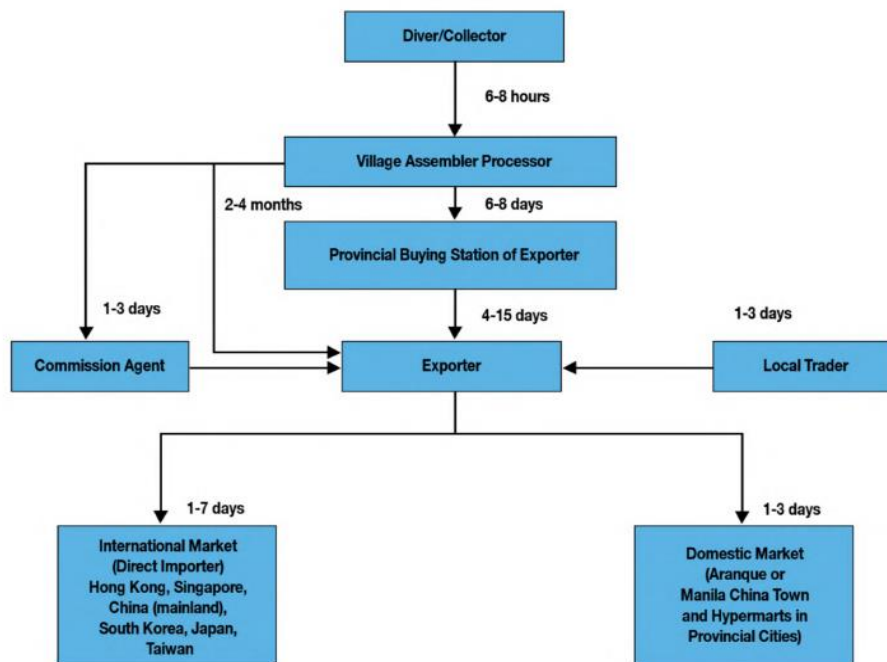 Diver/Collector
6-8 hours
Village Assembler Processor
2-4 months
6-8 days
Provincial Buying Station of Exporter
1-3 days
4-15 days
1-3 days
Commission Agent
Exporter
Local Trader
1-7 days
1-3 days
International Market
(Direct Importer)
Hong Kong, Singapore,
China (mainland),
South Korea, Japan,
Taiwan
Domestic Market
(Aranque or
Manila China Town
and Hypermarts in
Provincial Cities)